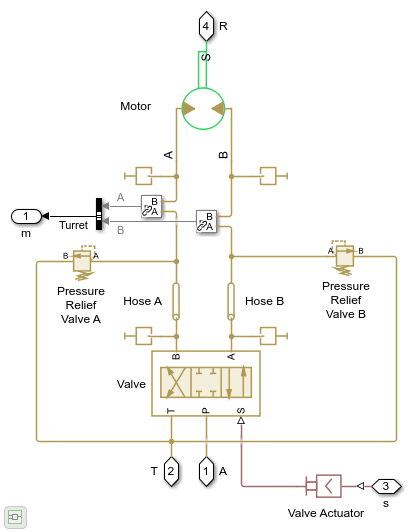 4 R
S
Motor
A B
A
B
A
B
A
1
m
Turret
B
B A
A B
Pressure
Relief
Valve A
Pressure
Relief
Valve B
Hose A
Hose B
B A
Valve
T P S
T 2
1 A
3
s
Valve Actuator